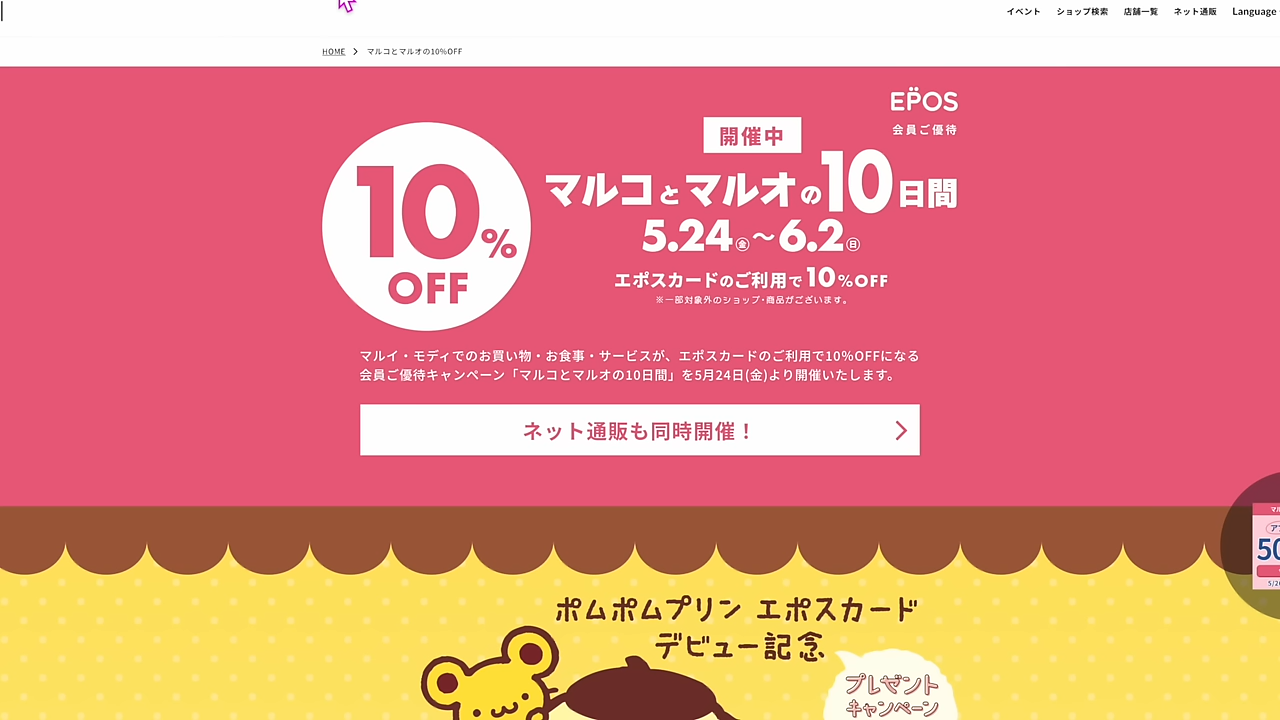 イベント ショップ検索 店舗一覧 ネット通販 Language
HOME マルコとマルオの10%OFF
EPOS
会員ご優待
開催中
マルコとマルオの10日間
5.24金～6.2日
エポスカードのご利用で10%OFF
※一部対象外のショップ・商品がございます。
10%
OFF
マルイ・モディでのお買い物・お食事・サービスが、エポスカードのご利用で10%OFFになる
会員ご優待キャンペーン「マルコとマルオの10日間」を5月24日(金)より開催いたします。
ネット通販も同時開催！
ポムポムプリン エポスカード
デビュー記念
プレゼント
キャンペーン